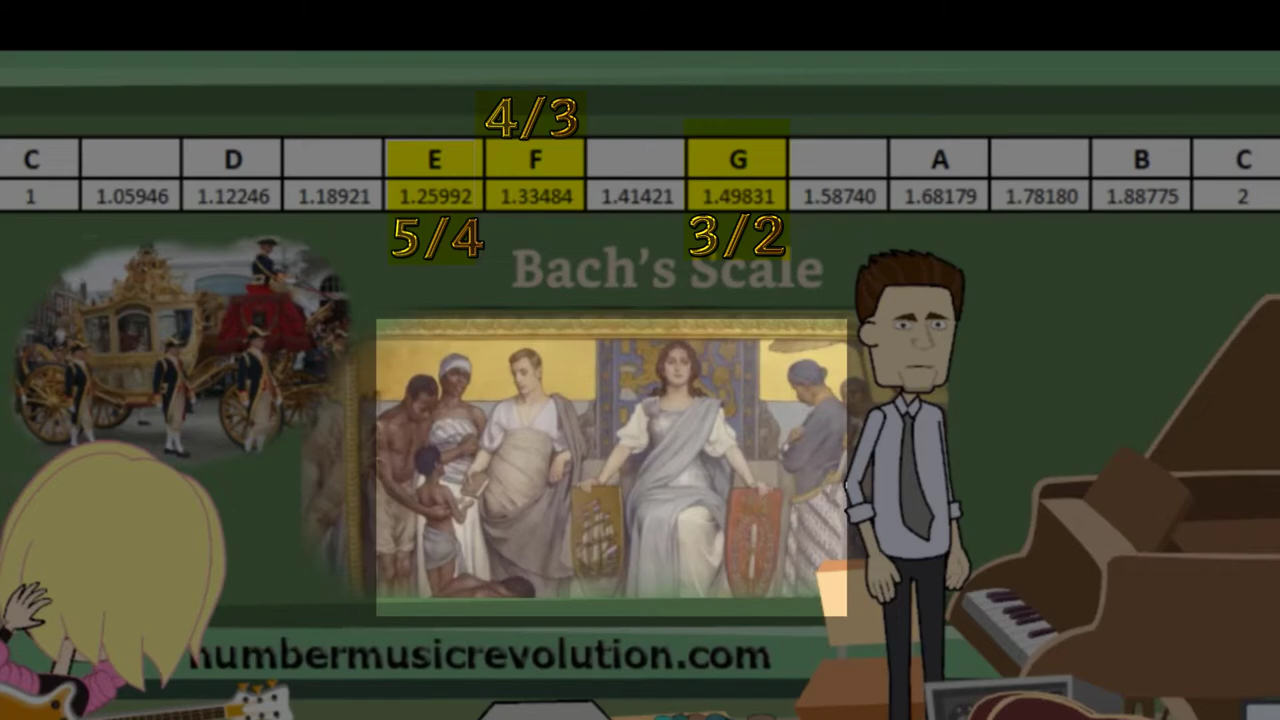 4/3
C D E F G A B C
1 1.05946 1.12246 1.18921 1.25992 1.33484 1.41421 1.49831 1.58740 1.68179 1.78180 1.88775 2
5/4 3/2
Bach's Scale
numbermusicrevolution.com